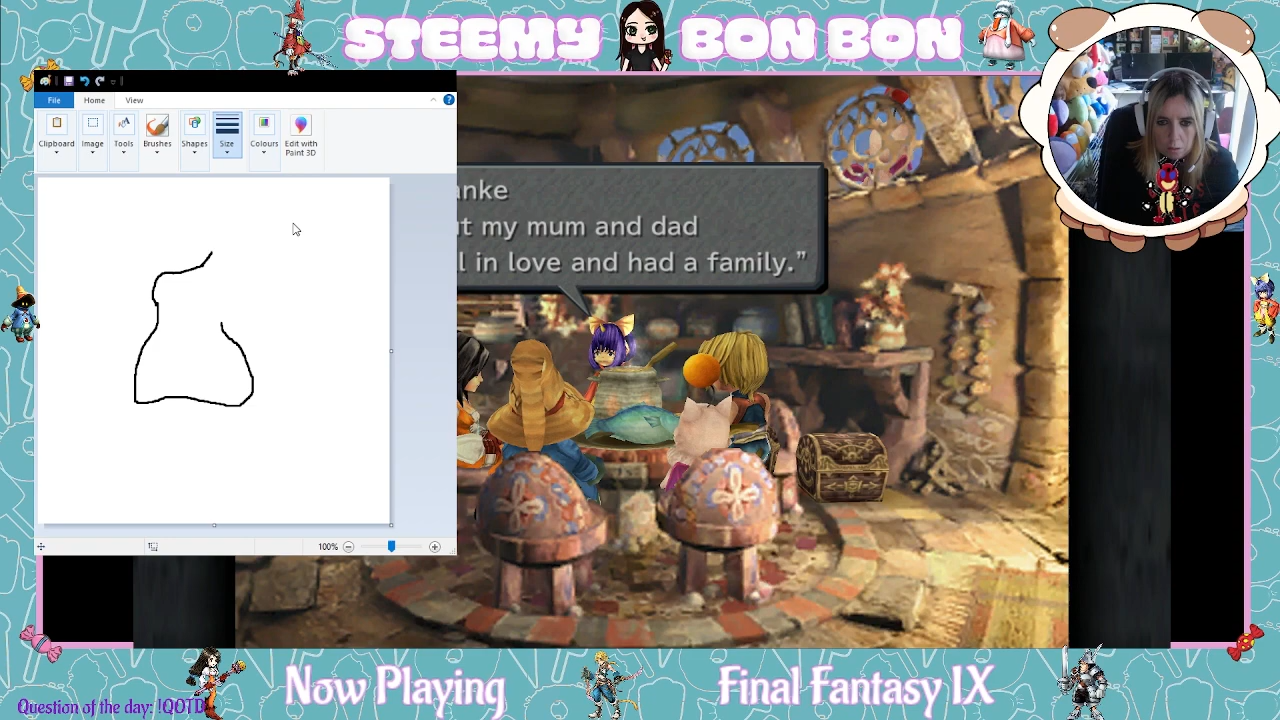 STEEMY BON BON
File Home View
Clipboard Image Tools Brushes Shapes Size Colours Edit with
Paint 3D
anke
t my mum and dad
l in love and had a family.”
100%
Now Playing Final Fantasy IX
Question of the day: !QOTD